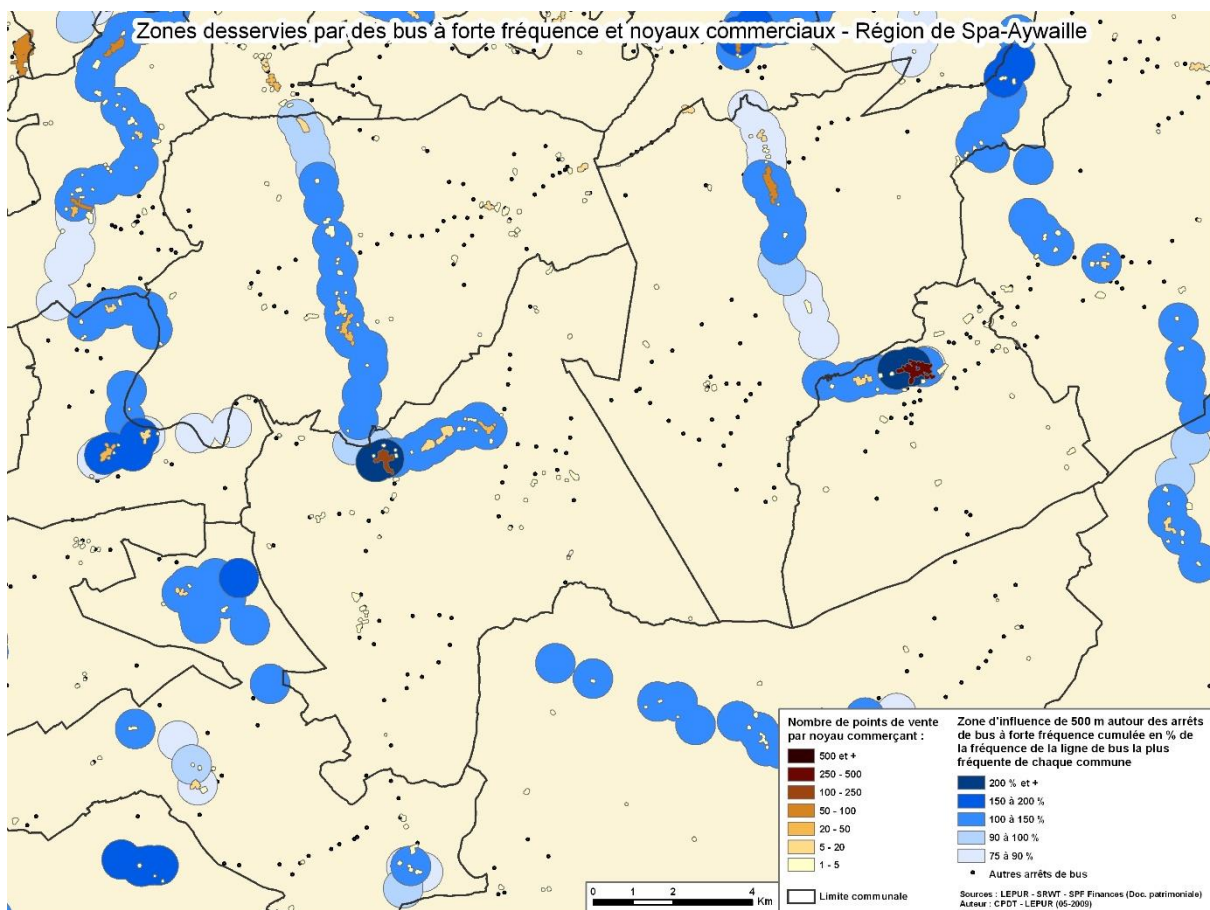 Zones desservies par des bus à forte fréquence et noyaux commerciaux - Région de Spa-Aywaille
Nombre de points de vente
par noyau commerçant :
500 et +
250 - 500
100 - 250
50 - 100
20 - 50
5 - 20
1 - 5
Limite communale
Zone d'influence de 500 m autour des arrêts
de bus à forte fréquence cumulée en % de
la fréquence de la ligne de bus la plus
fréquente de chaque commune
200 % et +
150 à 200 %
100 à 150 %
90 à 100 %
75 à 90 %
Autres arrêts de bus
0 1 2 4
Km
Sources : LEPUR - SRWT - SPF Finances (Doc. patrimoniale)
Auteur : CPDT - LEPUR (05-2009)